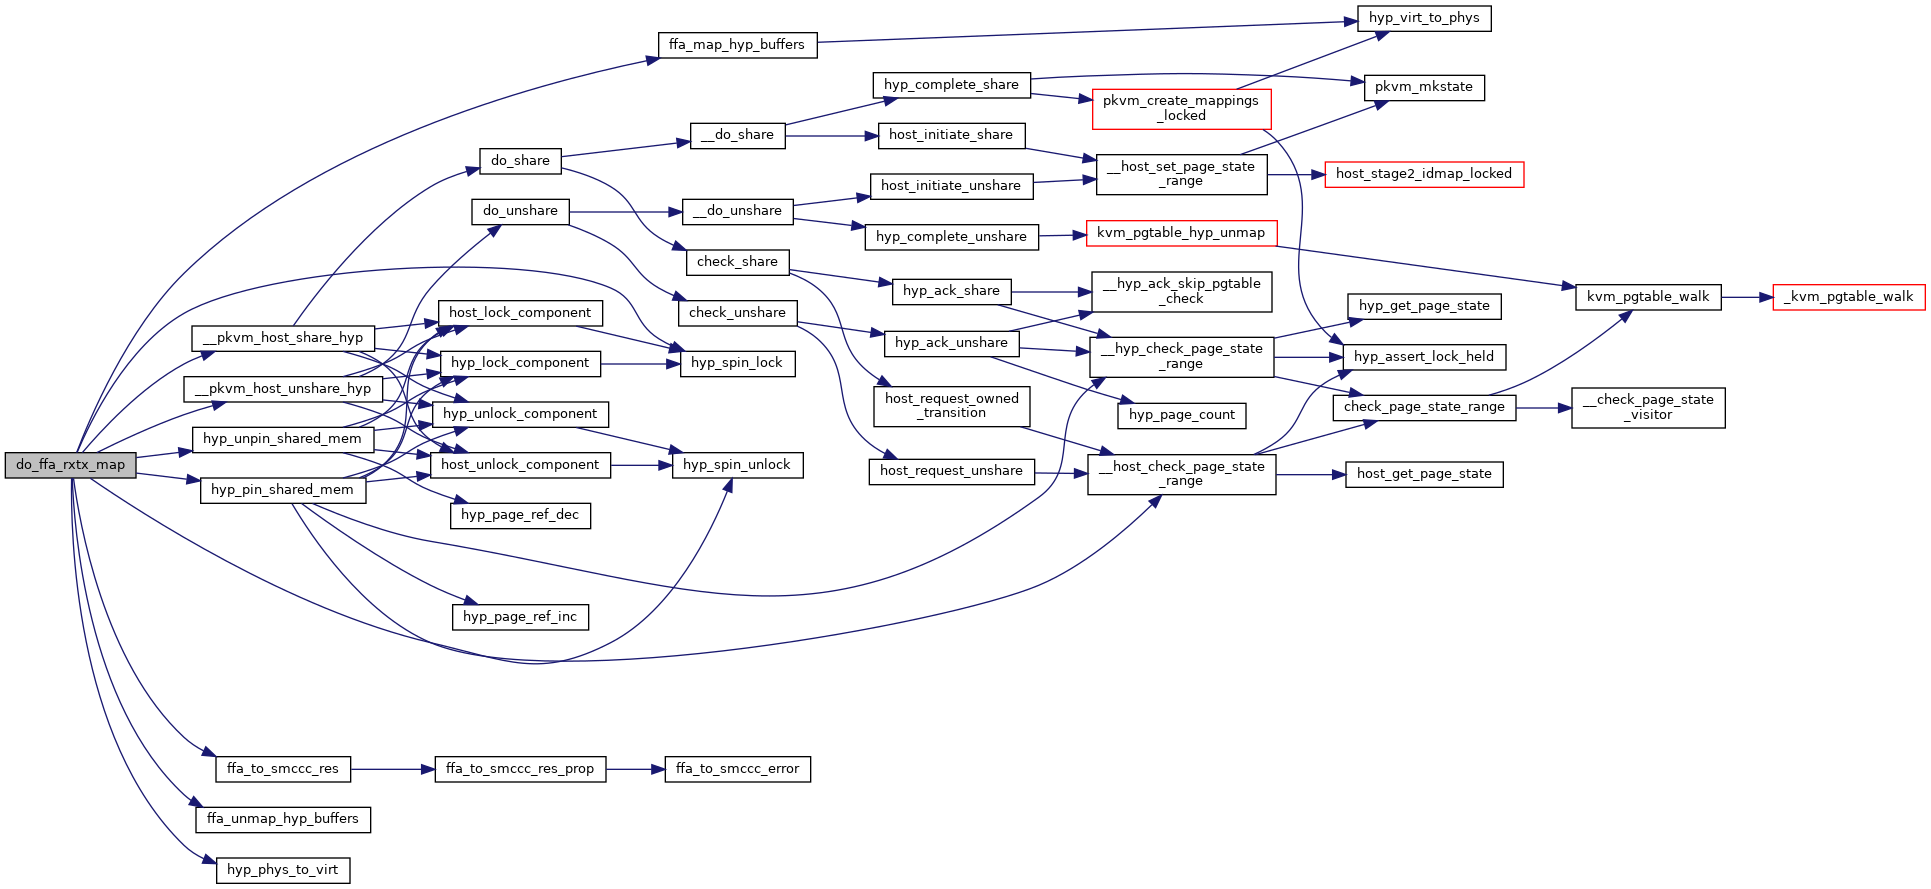 do_ffa_rxtx_map
ffa_map_hyp_buffers
hyp_virt_to_phys
hyp_complete_share
pkvm_mkstate
pkvm_create_mappings
_locked
__do_share
host_initiate_share
do_share
__host_set_page_state
_range
host_stage2_idmap_locked
host_initiate_unshare
do_unshare
__do_unshare
hyp_complete_unshare
kvm_pgtable_hyp_unmap
check_share
hyp_ack_share
__hyp_ack_skip_pgtable
_check
kvm_pgtable_walk
_kvm_pgtable_walk
host_lock_component
check_unshare
hyp_get_page_state
__pkvm_host_share_hyp
hyp_ack_unshare
__hyp_check_page_state
_range
hyp_assert_lock_held
hyp_lock_component
hyp_spin_lock
__pkvm_host_unshare_hyp
host_request_owned
_transition
hyp_page_count
check_page_state_range
__check_page_state
_visitor
hyp_unlock_component
hyp_unpin_shared_mem
host_unlock_component
hyp_spin_unlock
host_request_unshare
__host_check_page_state
_range
host_get_page_state
hyp_pin_shared_mem
hyp_page_ref_dec
hyp_page_ref_inc
ffa_to_smccc_res
ffa_to_smccc_res_prop
ffa_to_smccc_error
ffa_unmap_hyp_buffers
hyp_phys_to_virt